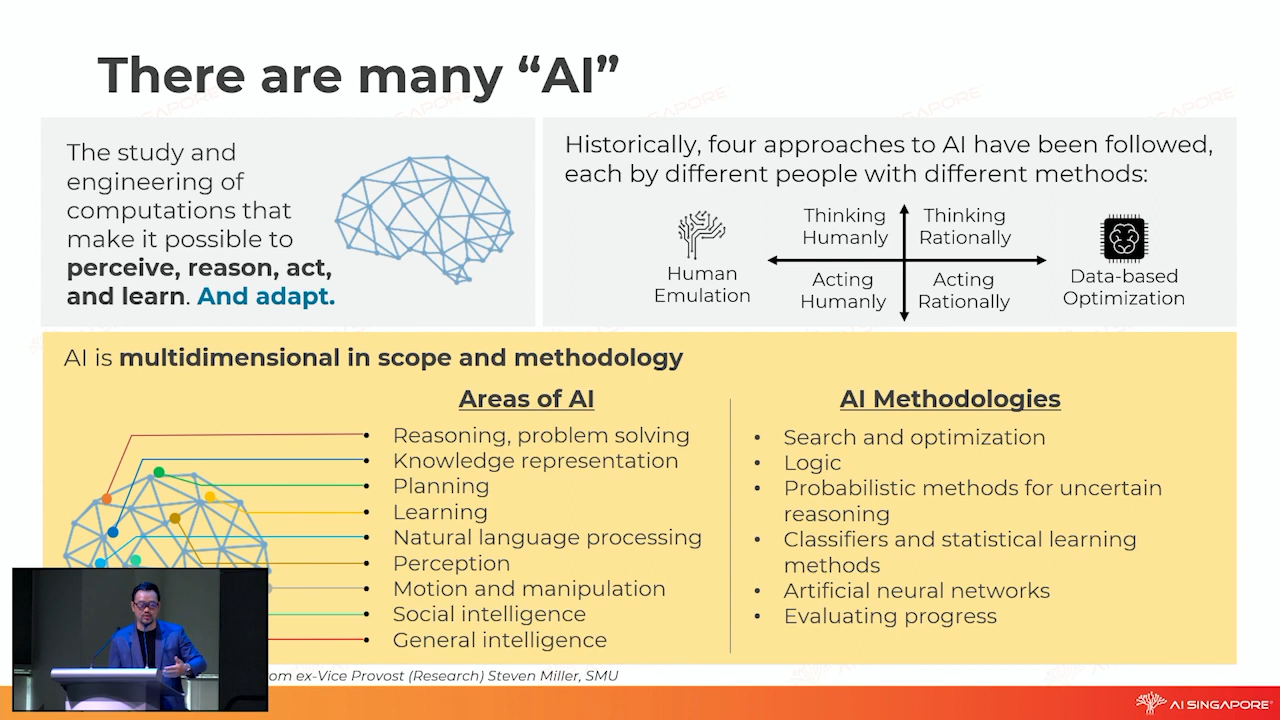 There are many “AI”
The study and
engineering of
computations that
make it possible to
perceive, reason, act,
and learn. And adapt.
Historically, four approaches to AI have been followed,
each by different people with different methods:
Human
Emulation
Thinking
Humanly
Thinking
Rationally
Acting
Humanly
Acting
Rationally
Data-based
Optimization
AI is multidimensional in scope and methodology
Areas of AI
• Reasoning, problem solving
• Knowledge representation
• Planning
• Learning
• Natural language processing
• Perception
• Motion and manipulation
• Social intelligence
• General intelligence
AI Methodologies
• Search and optimization
• Logic
• Probabilistic methods for uncertain
reasoning
• Classifiers and statistical learning
methods
• Artificial neural networks
• Evaluating progress
ex-Vice Provost (Research) Steven Miller, SMU
AI SINGAPORE